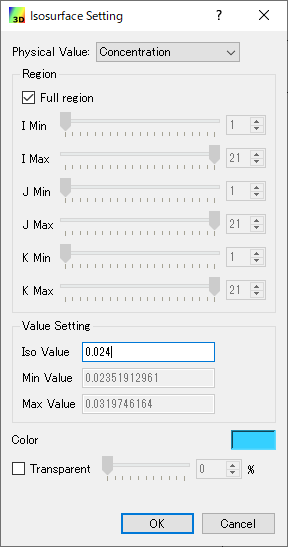 3D Isosurface Setting
Physical Value: Concentration
Region
Full region
I Min 1
I Max 21
J Min 1
J Max 21
K Min 1
K Max 21
Value Setting
Iso Value 0.024
Min Value 0.02351912961
Max Value 0.0319746164
Color
Transparent 0 %
OK Cancel